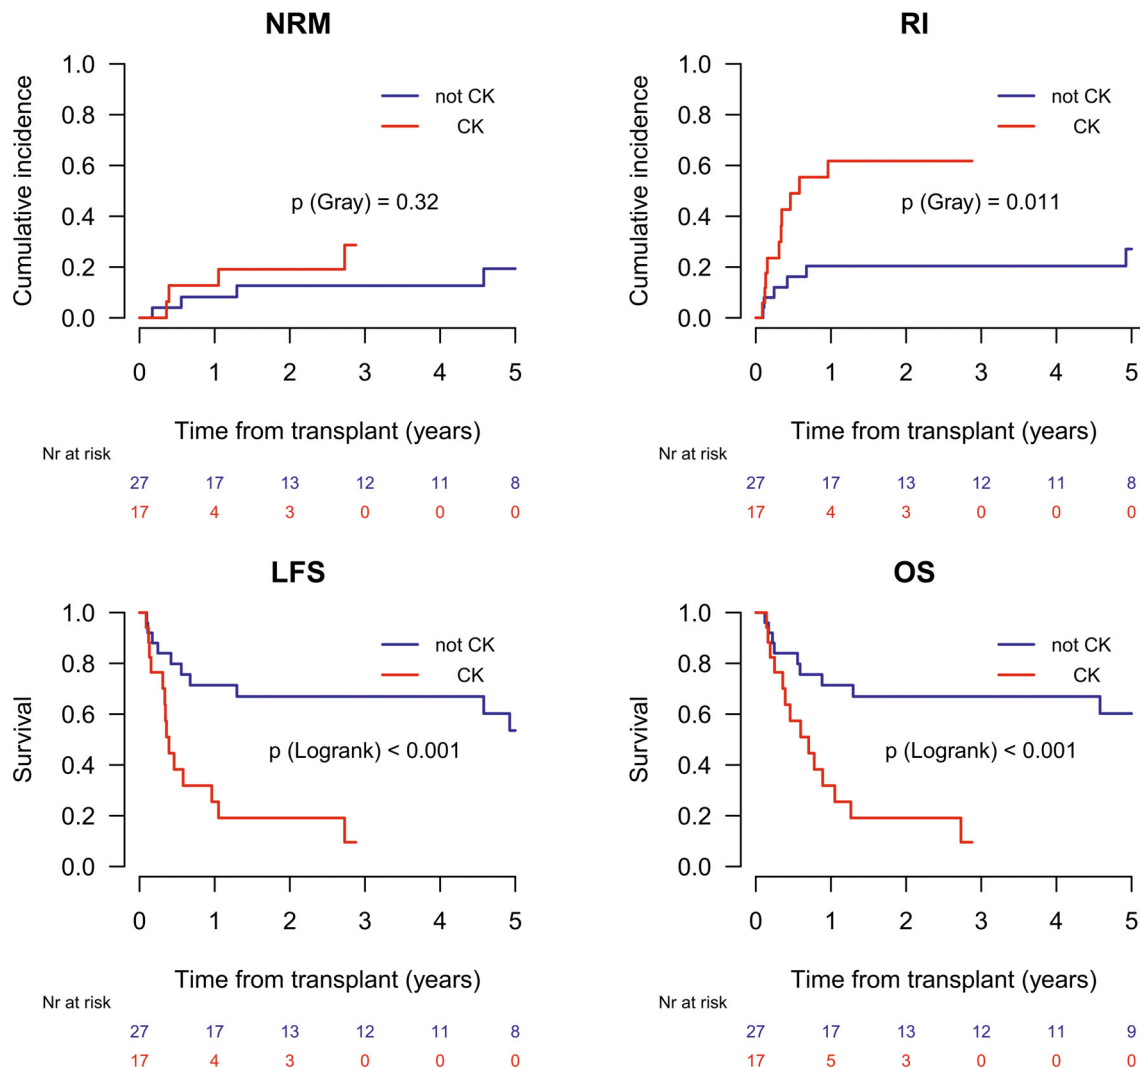 NRM
1.0
0.8
0.6
0.4
0.2
0.0
Cumulative incidence
not CK
CK
p (Gray) = 0.32
0 1 2 3 4 5
Time from transplant (years)
Nr at risk
27 17 13 12 11 8
17 4 3 0 0 0
RI
1.0
0.8
0.6
0.4
0.2
0.0
Cumulative incidence
not CK
CK
p (Gray) = 0.011
0 1 2 3 4 5
Time from transplant (years)
Nr at risk
27 17 13 12 11 8
17 4 3 0 0 0
LFS
1.0
0.8
0.6
0.4
0.2
0.0
Survival
not CK
CK
p (Logrank) < 0.001
0 1 2 3 4 5
Time from transplant (years)
Nr at risk
27 17 13 12 11 8
17 4 3 0 0 0
OS
1.0
0.8
0.6
0.4
0.2
0.0
Survival
not CK
CK
p (Logrank) < 0.001
0 1 2 3 4 5
Time from transplant (years)
Nr at risk
27 17 13 12 11 9
17 5 3 0 0 0